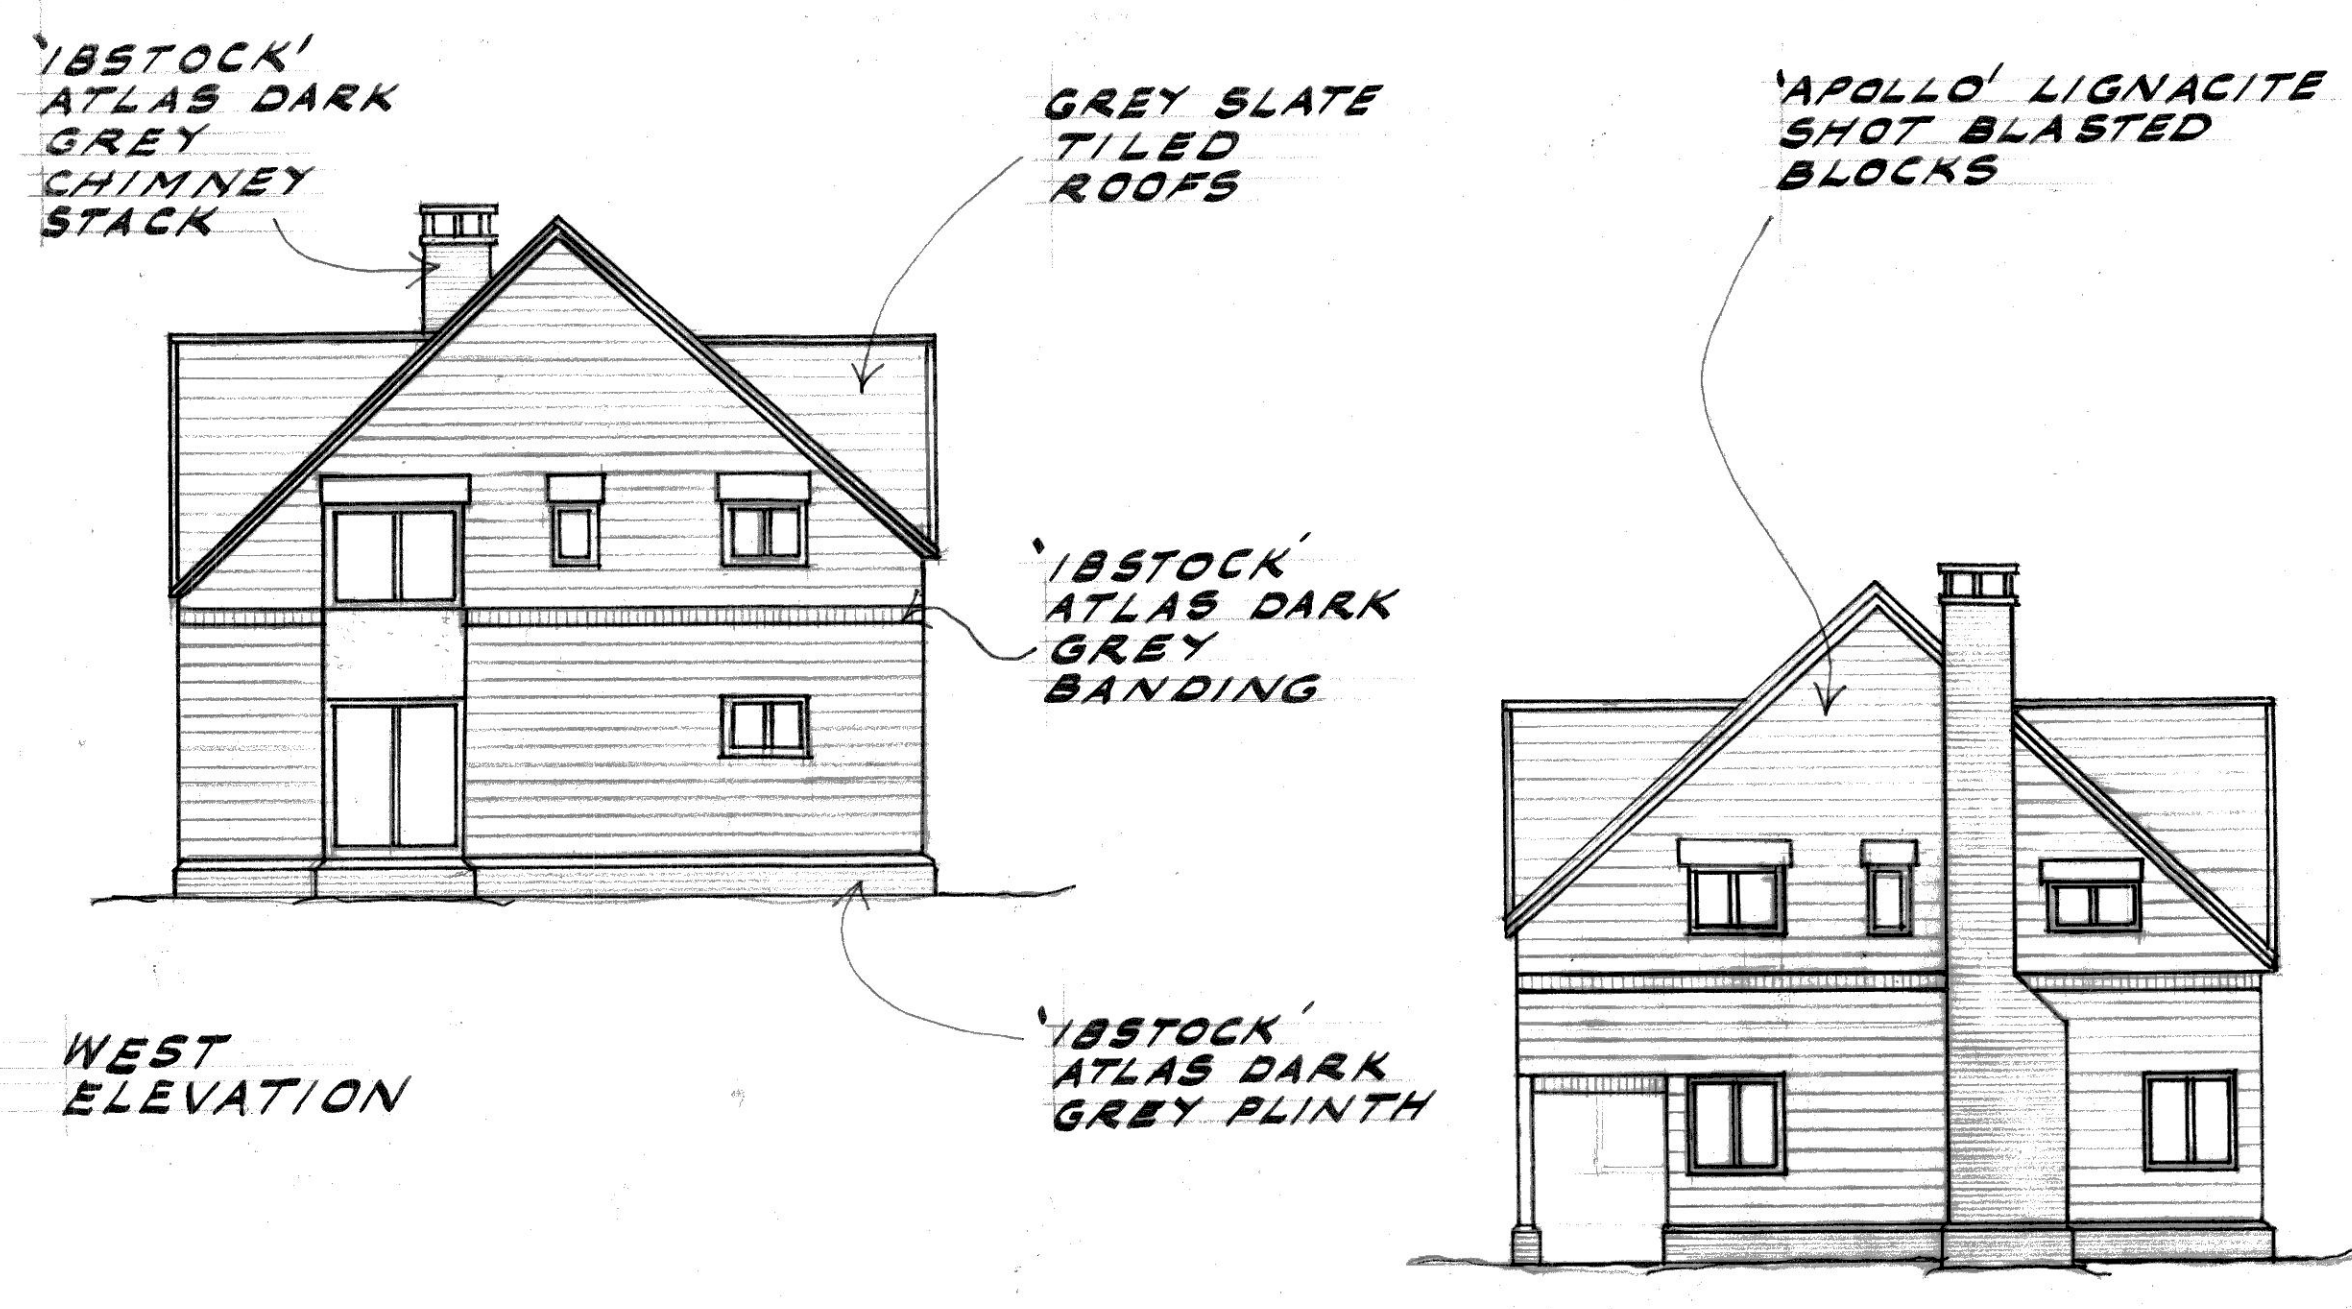 'IBSTOCK'
ATLAS DARK
GREY
CHIMNEY
STACK
GREY SLATE
TILED
ROOFS
'APOLLO' LIGNACITE
SHOT BLASTED
BLOCKS
'IBSTOCK'
ATLAS DARK
GREY
BANDING
'IBSTOCK'
ATLAS DARK
GREY PLINTH
WEST
ELEVATION